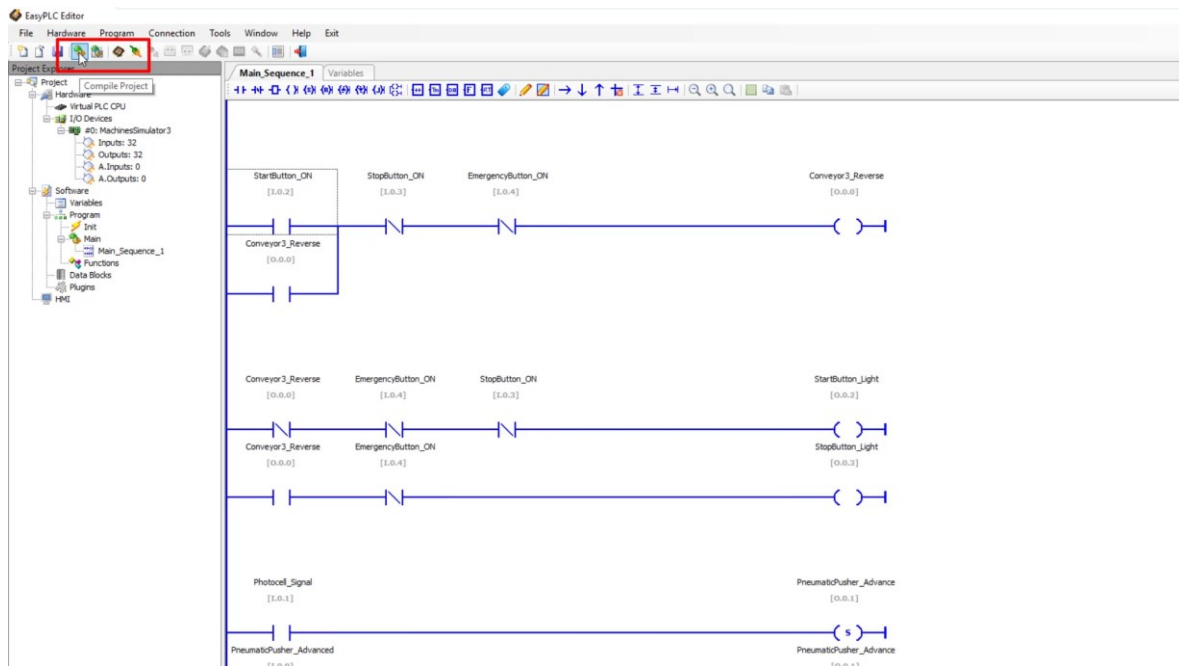 EasyPLC Editor
File Hardware Program Connection Tools Window Help Exit
Project Explorer
Compile Project
Main_Sequence_1 Variables
Project
Hardware
Virtual PLC CPU
I/O Devices
#0: MachinesSimulator3
Inputs: 32
Outputs: 32
A.Inputs: 0
A.Outputs: 0
Software
Variables
Program
Init
Main
Main_Sequence_1
Functions
Data Blocks
Plugins
HMI
StartButton_ON StopButton_ON EmergencyButton_ON Conveyor3_Reverse
[I.0.2] [I.0.3] [I.0.4] [O.0.0]
Conveyor3_Reverse
[O.0.0]
Conveyor3_Reverse EmergencyButton_ON StopButton_ON StartButton_Light
[O.0.0] [I.0.4] [I.0.3] [O.0.2]
Conveyor3_Reverse EmergencyButton_ON StopButton_Light
[O.0.0] [I.0.4] [O.0.3]
Photocell_Signal PneumaticPusher_Advance
[I.0.1] [O.0.1]
S
PneumaticPusher_Advanced PneumaticPusher_Advance
[I.0.0] [O.0.1]